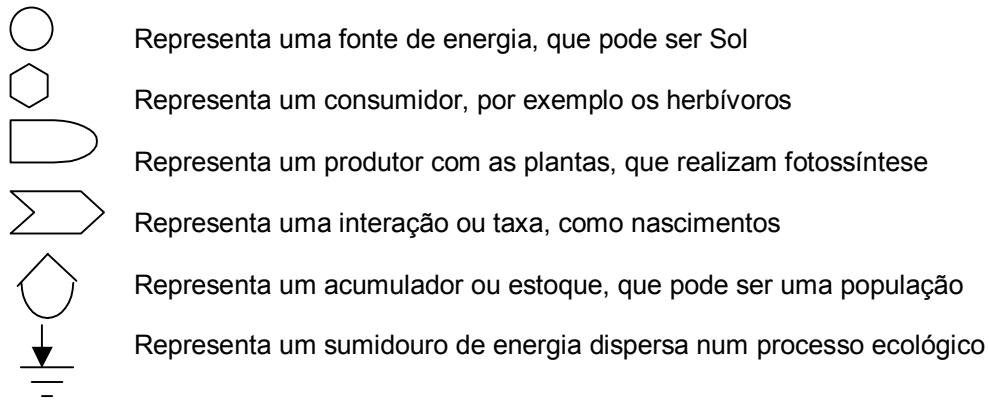 Representa uma fonte de energia, que pode ser Sol
Representa um consumidor, por exemplo os herbívoros
Representa um produtor com as plantas, que realizam fotossíntese
Representa uma interação ou taxa, como nascimentos
Representa um acumulador ou estoque, que pode ser uma população
Representa um sumidouro de energia dispersa num processo ecológico